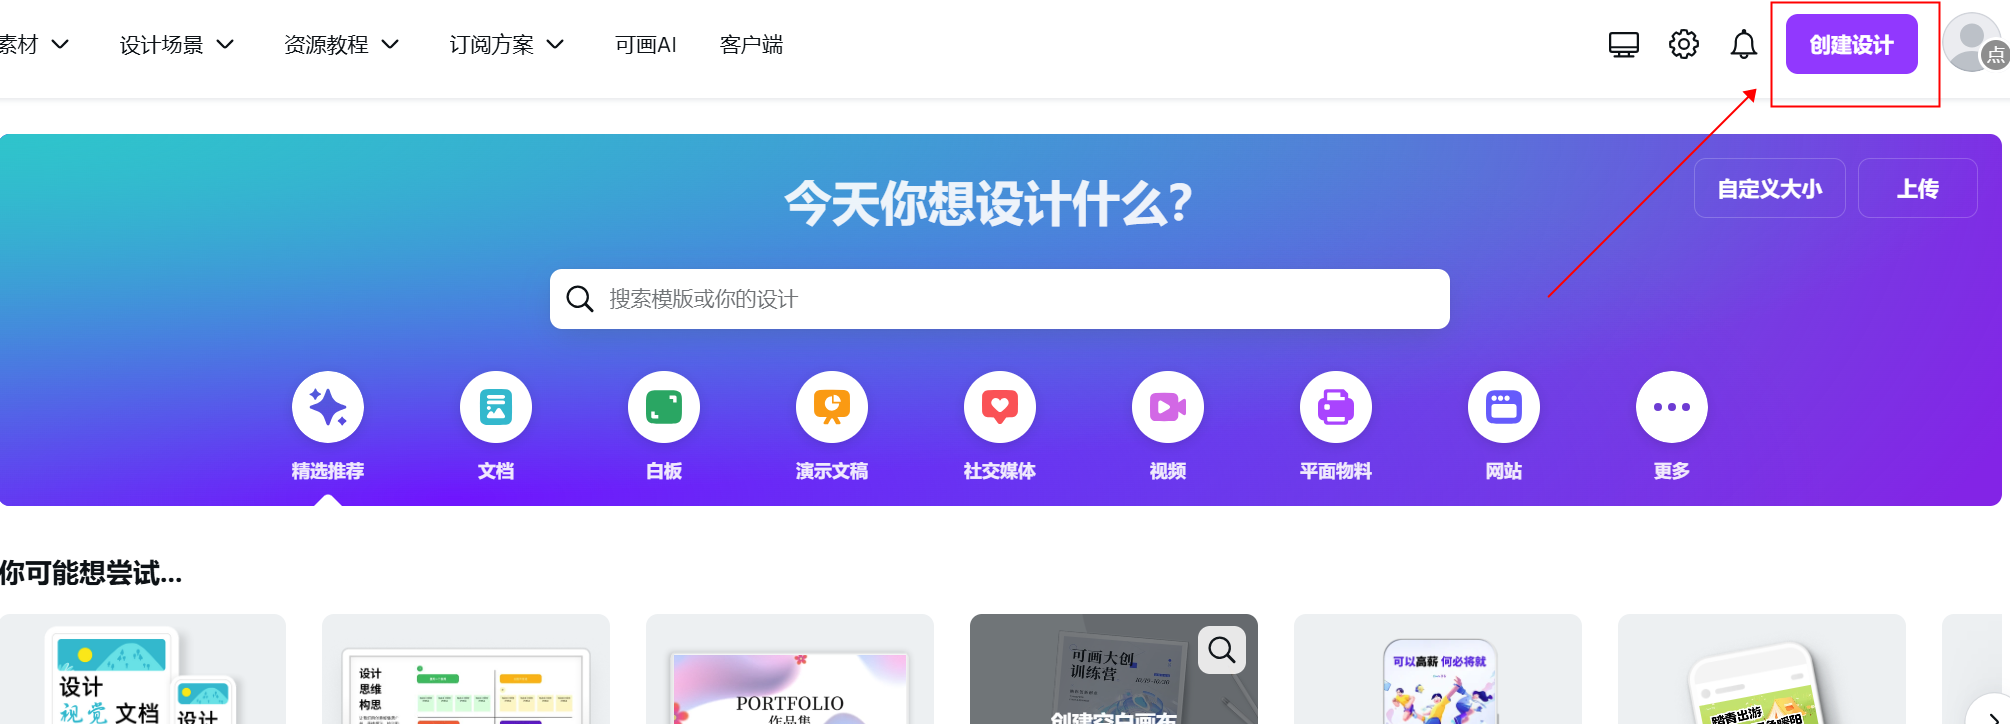 素材 设计场景 资源教程 订阅方案 可画AI 客户端 创建设计 点
今天你想设计什么？ 自定义大小 上传
搜索模版或你的设计
精选推荐 文档 白板 演示文稿 社交媒体 视频 平面物料 网站 更多
你可能想尝试...
设计
视觉 文档
设计
设计
思维
构思
PORTFOLIO
作品集
可画大创
训练营
创建空白画布
可以高薪 何必将就
踏青出游